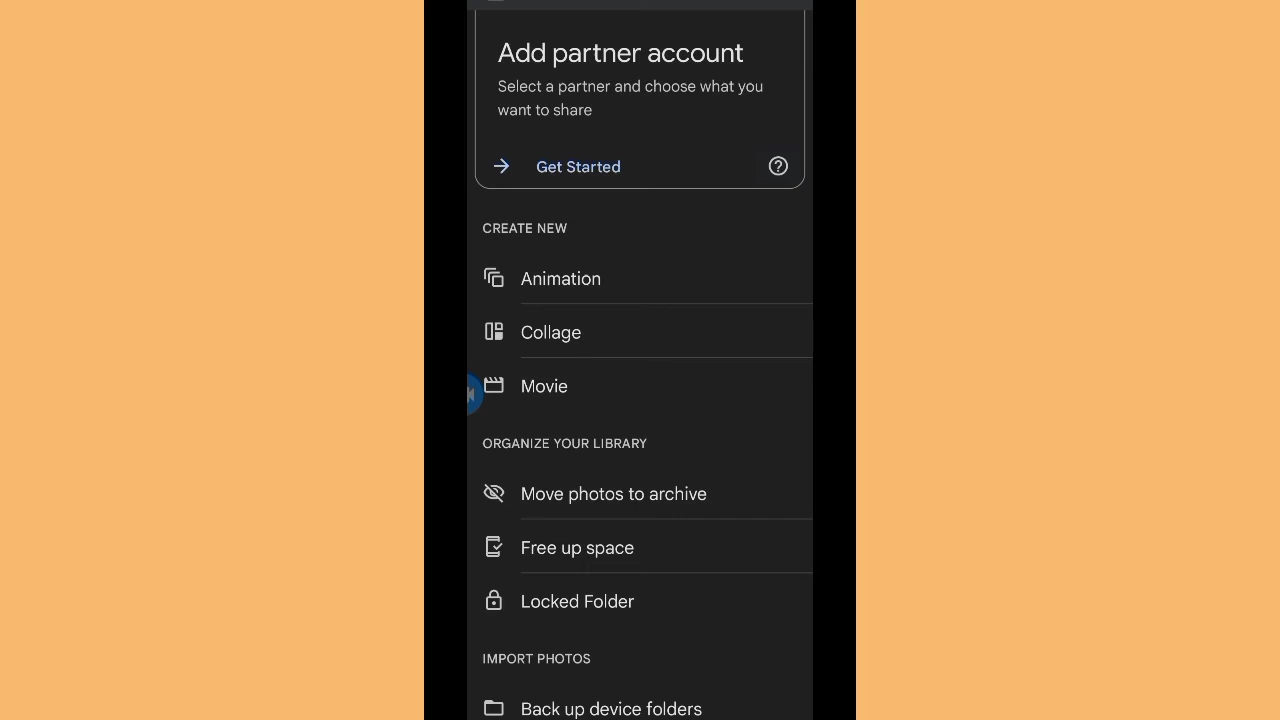 Add partner account
Select a partner and choose what you
want to share
Get Started
CREATE NEW
Animation
Collage
Movie
ORGANIZE YOUR LIBRARY
Move photos to archive
Free up space
Locked Folder
IMPORT PHOTOS
Back up device folders